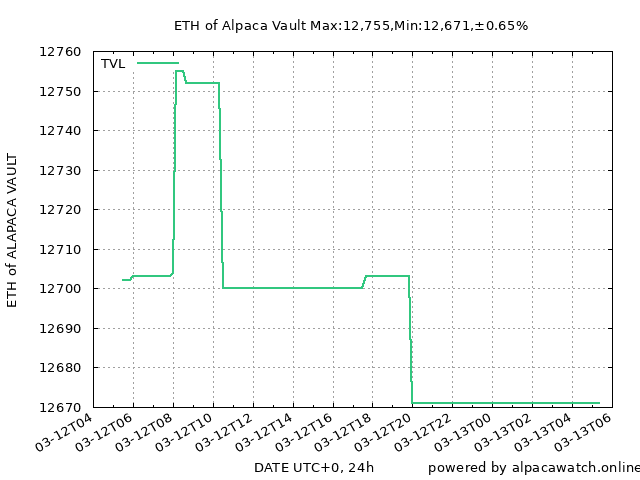 ETH of Alpaca Vault Max:12,755,Min:12,671,±0.65%
TVL
12760
12750
12740
12730
12720
12710
12700
12690
12680
12670
ETH of ALAPACA VAULT
03-12T04
03-12T06
03-12T08
03-12T10
03-12T12
03-12T14
03-12T16
03-12T18
03-12T20
03-12T22
03-13T00
03-13T02
03-13T04
03-13T06
DATE UTC+0, 24h
powered by alpacawatch.online